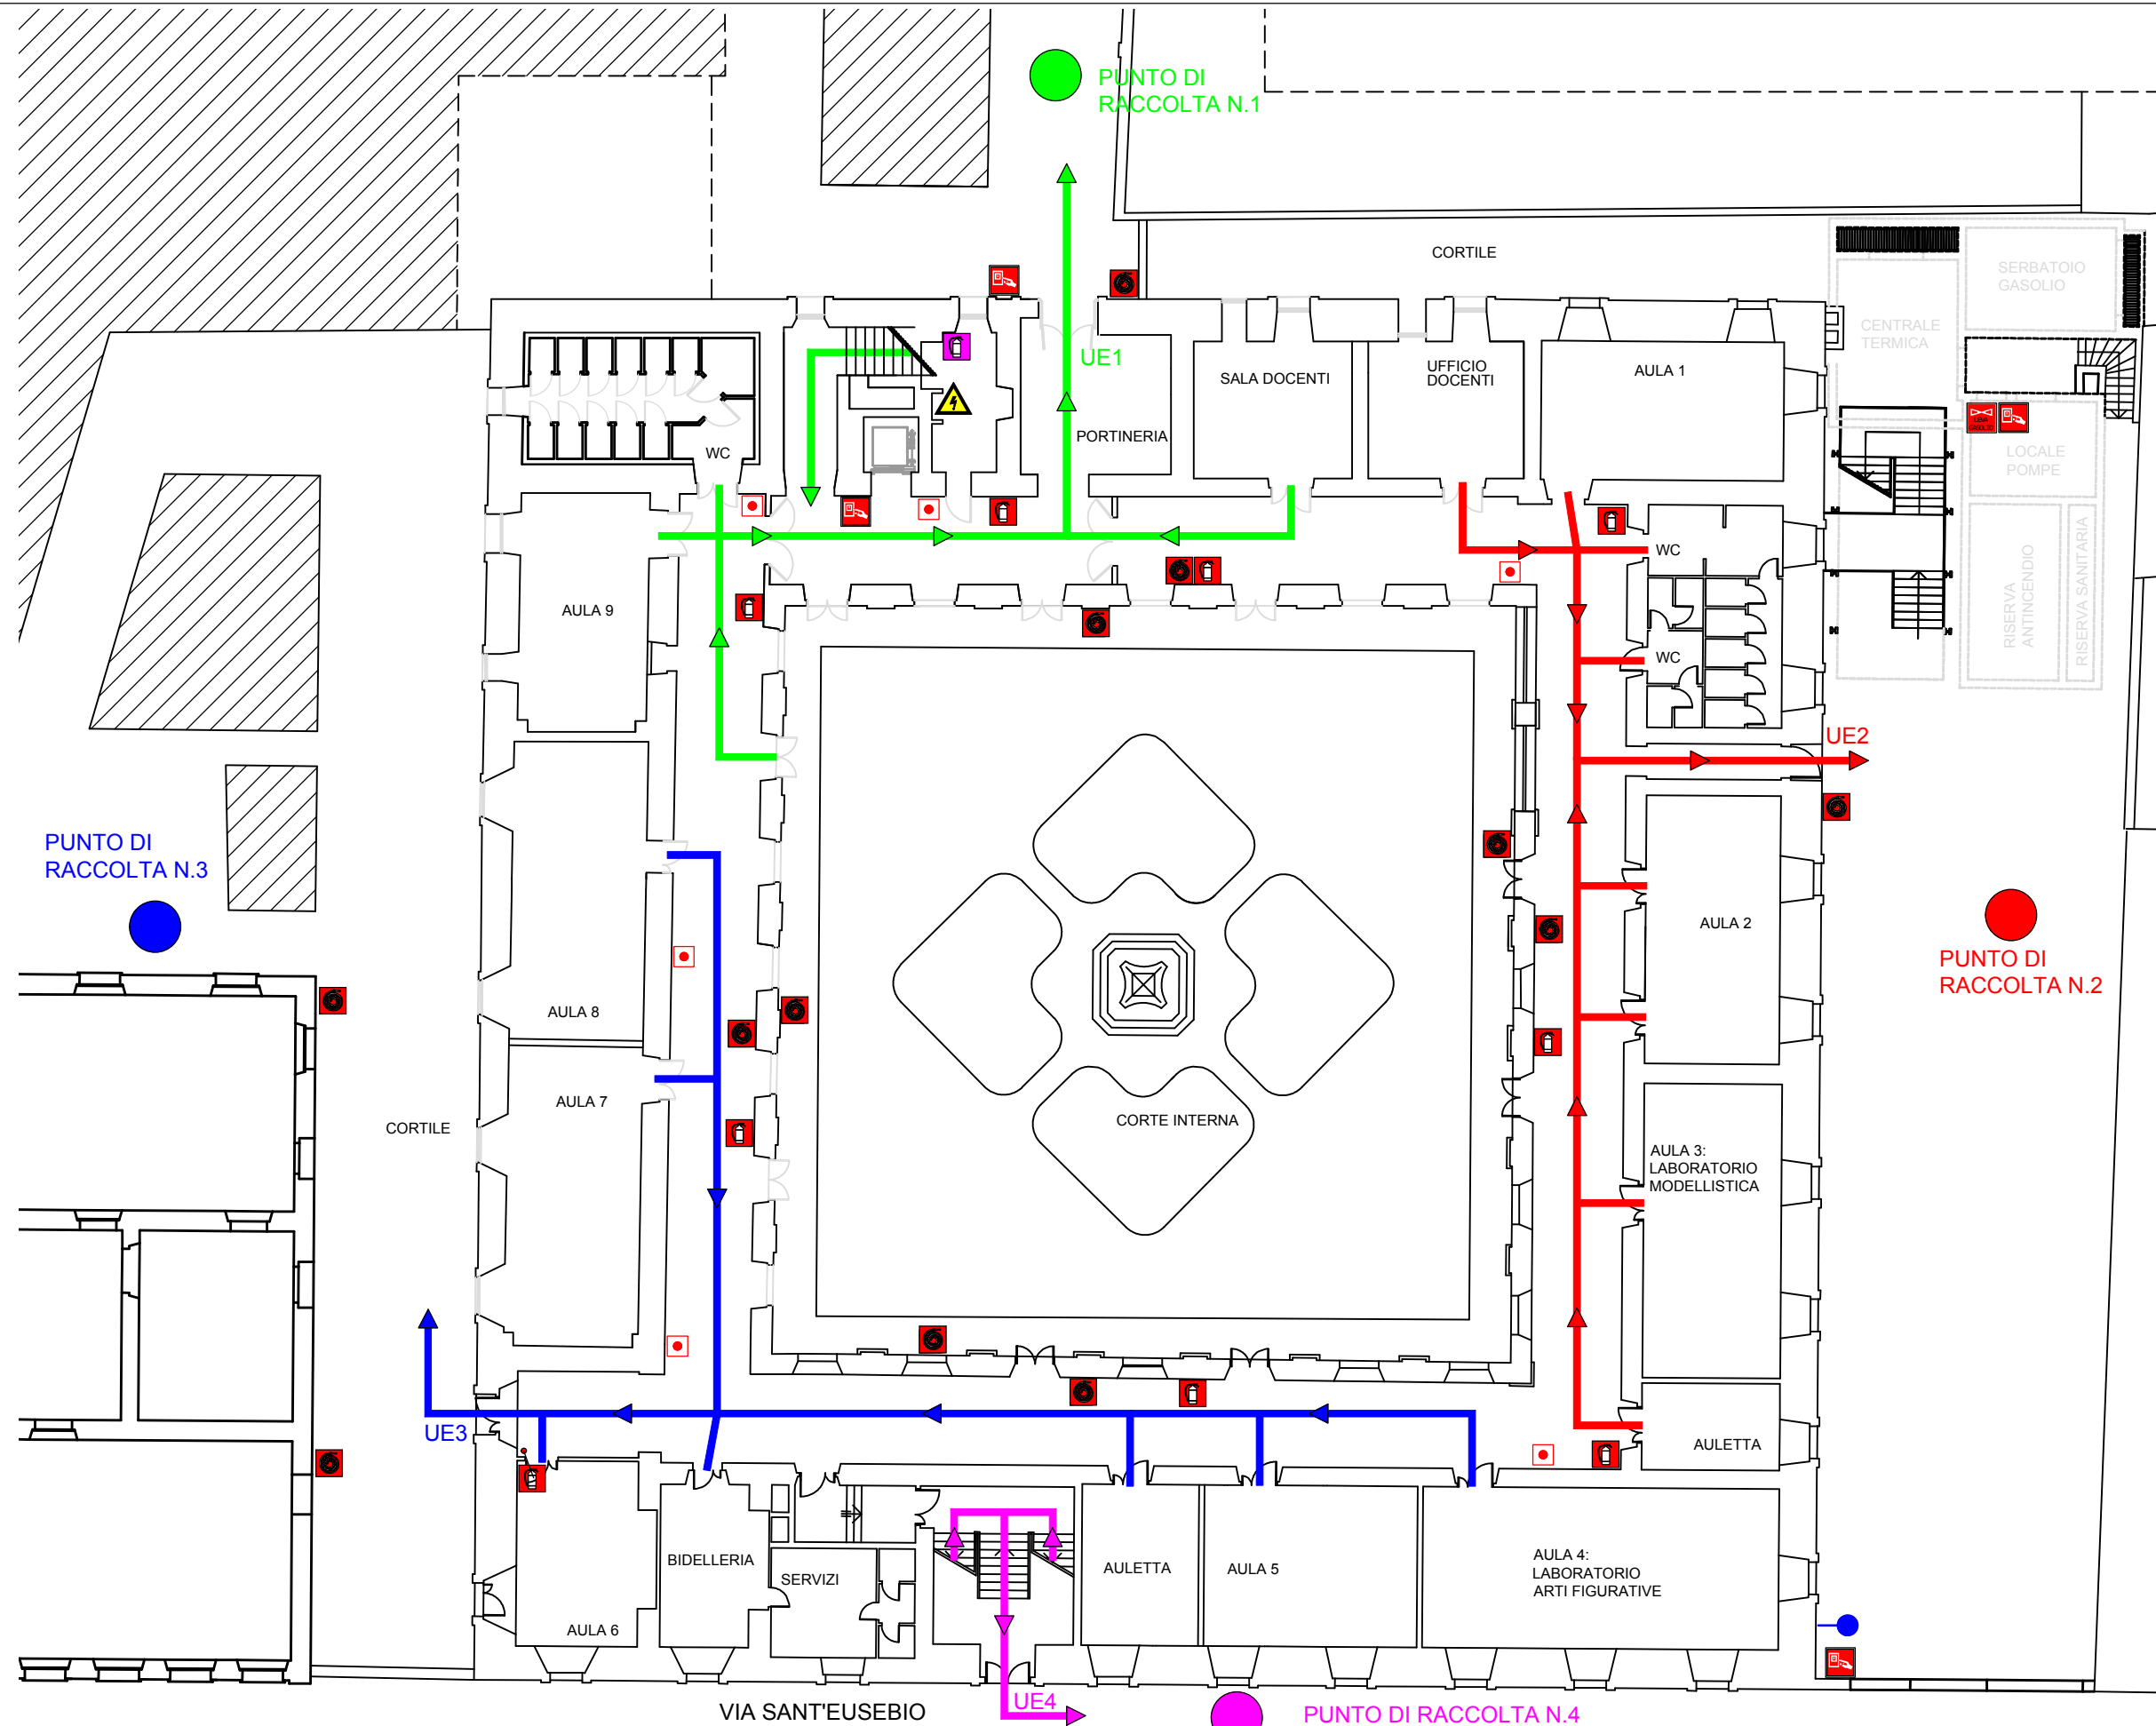 PUNTO DI
RACCOLTA N.1
CORTILE
SERBATOIO
GASOLIO
CENTRALE
TERMICA
UE1
SALA DOCENTI
UFFICIO
DOCENTI
AULA 1
PORTINERIA
WC
LOCALE
POMPE
WC
RISERVA
ANTINCENDIO
RISERVA SANITARIA
AULA 9
WC
UE2
PUNTO DI
RACCOLTA N.3
AULA 2
PUNTO DI
RACCOLTA N.2
AULA 8
AULA 7
CORTILE
CORTE INTERNA
AULA 3:
LABORATORIO
MODELLISTICA
UE3
AULETTA
BIDELLERIA
SERVIZI
AULETTA
AULA 5
AULA 4:
LABORATORIO
ARTI FIGURATIVE
AULA 6
VIA SANT'EUSEBIO
UE4
PUNTO DI RACCOLTA N.4